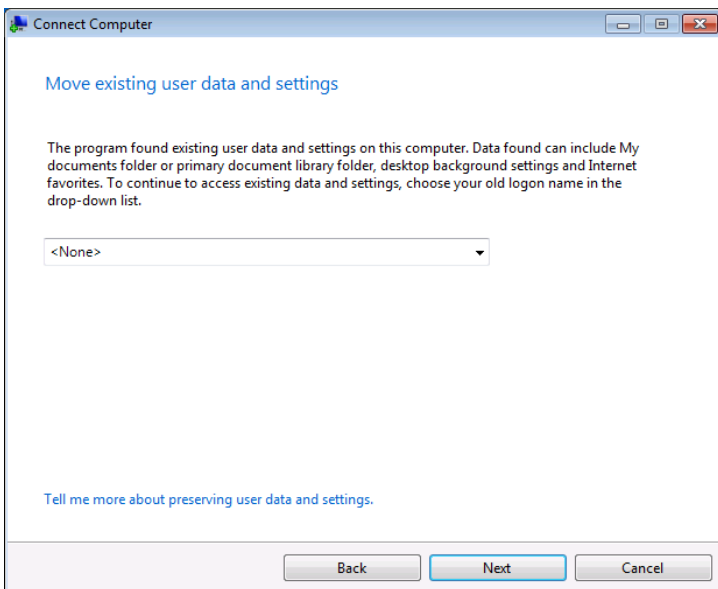 Connect Computer
Move existing user data and settings
The program found existing user data and settings on this computer. Data found can include My
documents folder or primary document library folder, desktop background settings and Internet
favorites. To continue to access existing data and settings, choose your old logon name in the
drop-down list.
<None>
Tell me more about preserving user data and settings.
Back Next Cancel